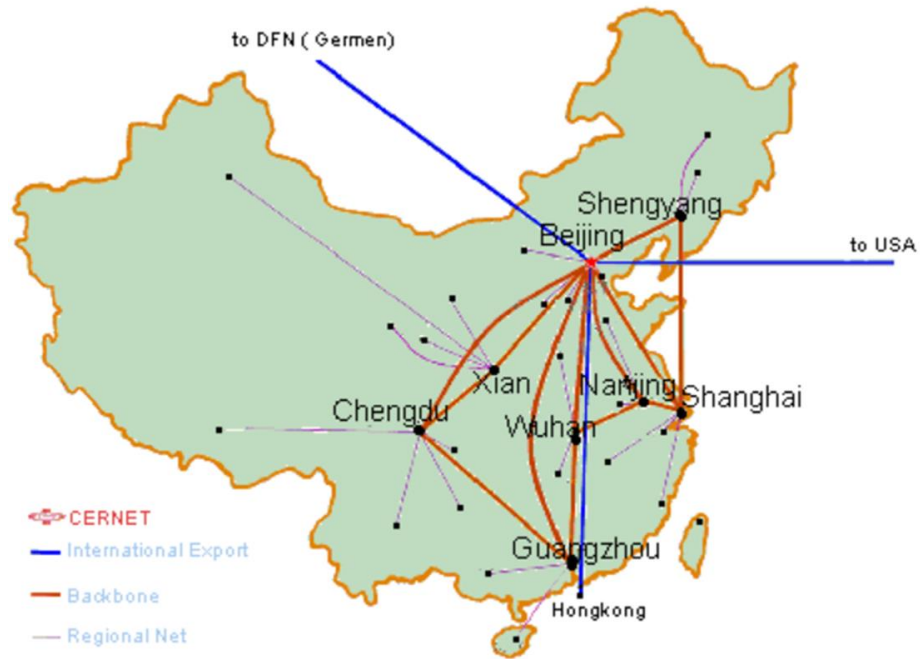 to DFN ( Germen)
Shengyang
Beijing
to USA
Xian
Nanjing
Shanghai
Chengdu
Wuhan
CERNET
International Export
Guangzhou
Backbone
Hongkong
Regional Net